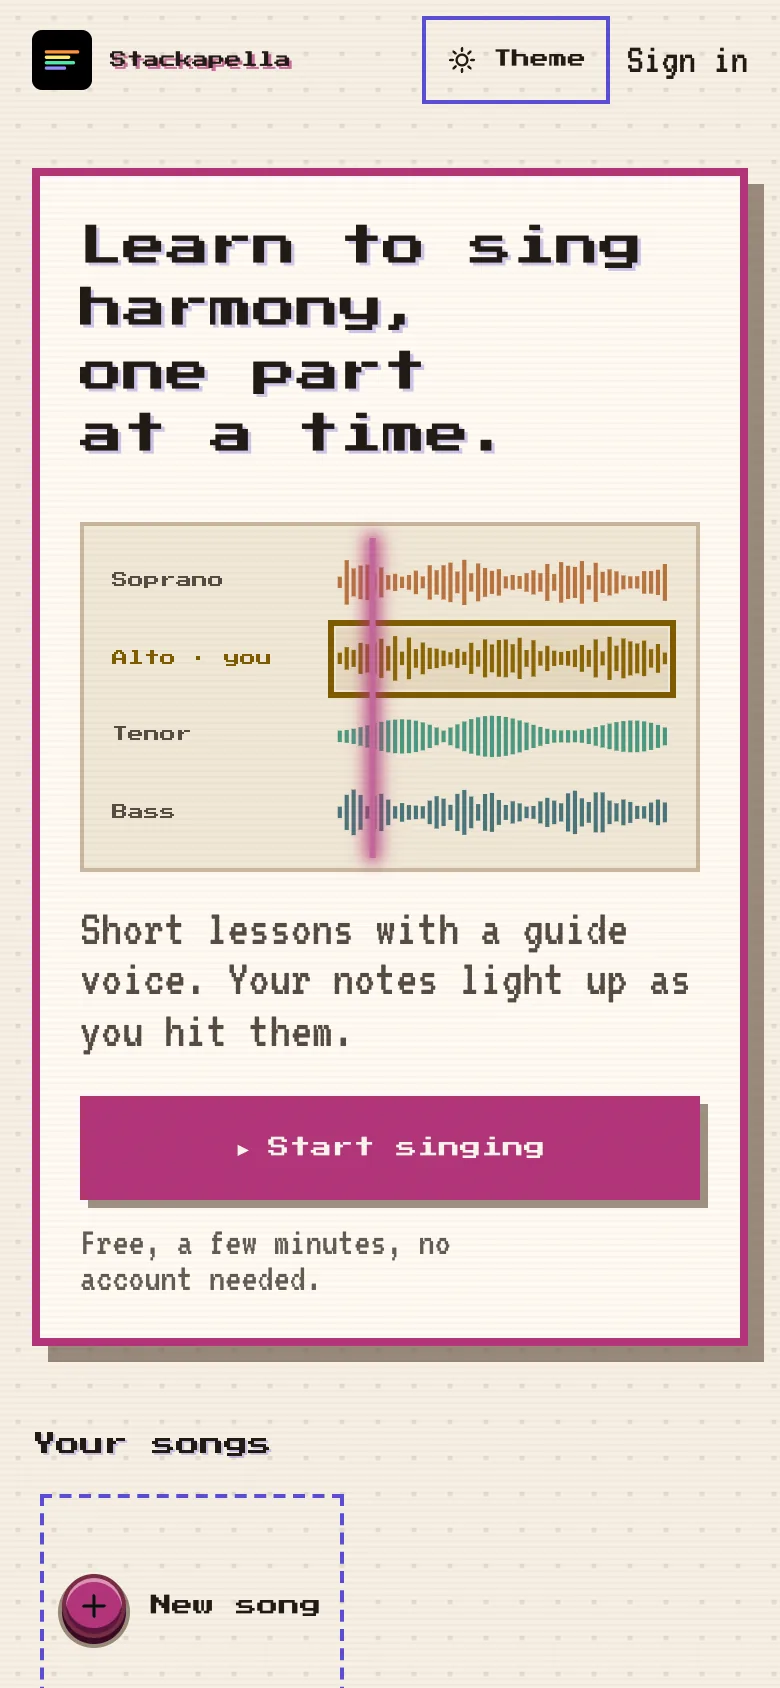 Stackapella
Theme
Sign in
Learn to sing
harmony,
one part
at a time.
Soprano
Alto · you
Tenor
Bass
Short lessons with a guide
voice. Your notes light up as
you hit them.
▶ Start singing
Free, a few minutes, no
account needed.
Your songs
New song